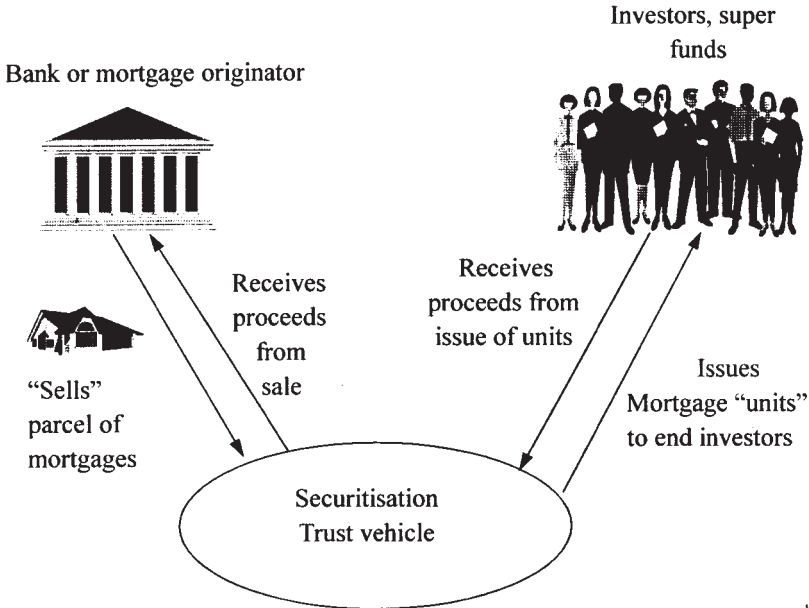 Investors, super
funds
Bank or mortgage originator
Receives
proceeds
from
sale
Receives
proceeds from
issue of units
“Sells”
parcel of
mortgages
Issues
Mortgage “units”
to end investors
Securitisation
Trust vehicle